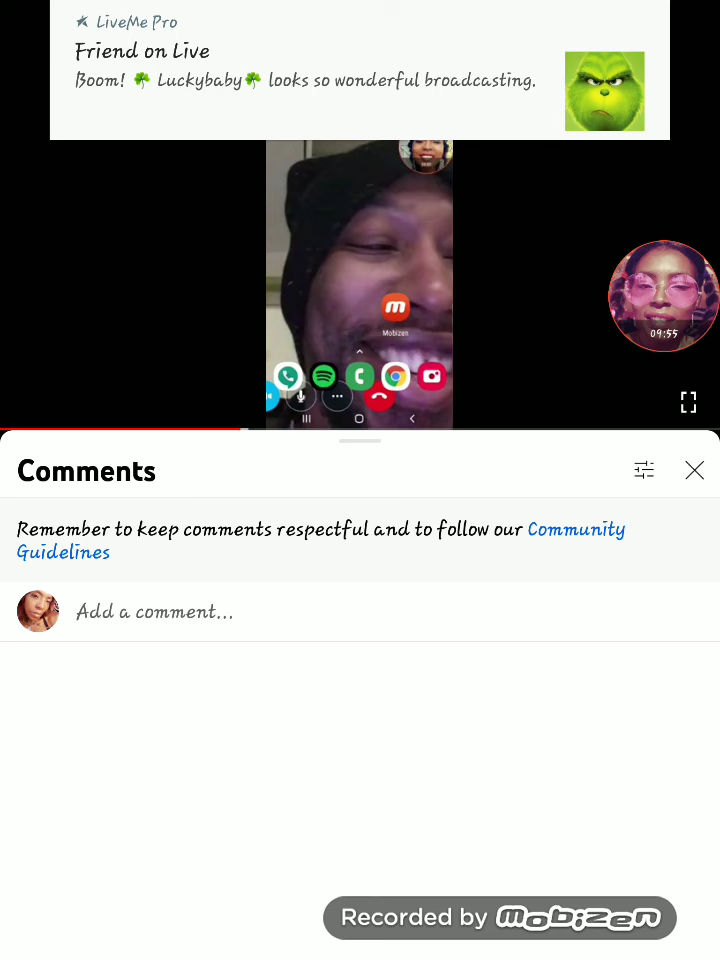 LiveMe Pro
Friend on Live
Boom! ☘ Luckybaby☘ looks so wonderful broadcasting.
m
Mobizen
09:55
Comments
Remember to keep comments respectful and to follow our Community
Guidelines
Add a comment...
Recorded by mobizen